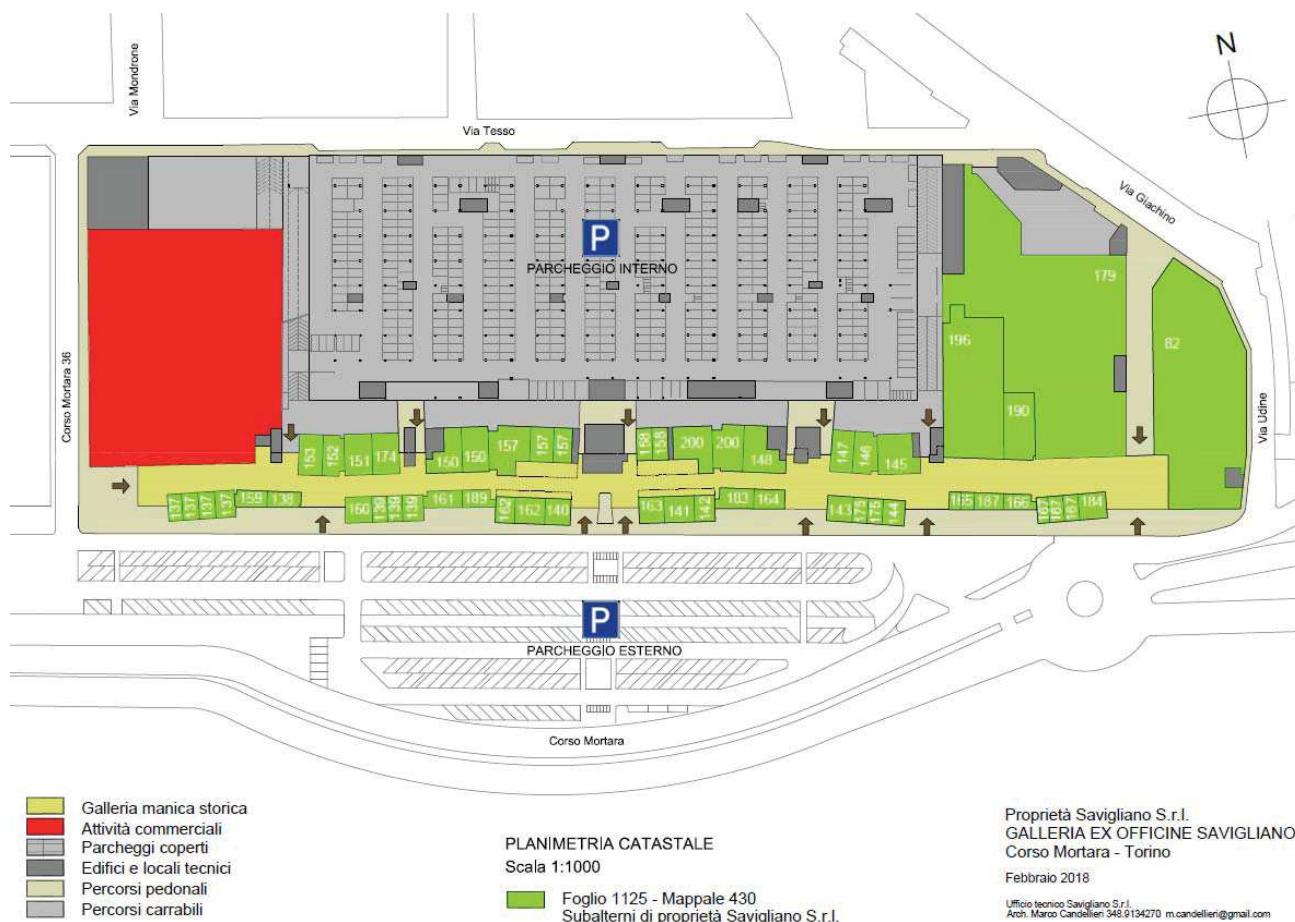 Via Mondrone
N
Via Tesso
Via Giachino
P
PARCHEGGIO INTERNO
179
196
82
Corso Mortara 36
190
Via Udine
153
152
151
174
150
150
157
157
157
158
158
200
200
148
147
146
145
137
137
137
137
159
138
160
139
139
139
161
189
162
162
140
163
141
142
183
164
143
175
175
144
165
187
166
167
167
167
184
P
PARCHEGGIO ESTERNO
Corso Mortara
Galleria manica storica
Attività commerciali
Parcheggi coperti
Edifici e locali tecnici
Percorsi pedonali
Percorsi carrabili
PLANIMETRIA CATASTALE
Scala 1:1000
Foglio 1125 - Mappale 430
Subalterni di proprietà Savigliano S.r.l.
Proprietà Savigliano S.r.l.
GALLERIA EX OFFICINE SAVIGLIANO
Corso Mortara - Torino
Febbraio 2018
Ufficio tecnico Savigliano S.r.l.
Arch. Marco Candellieri 348.9134270 m.candellieri@gmail.com